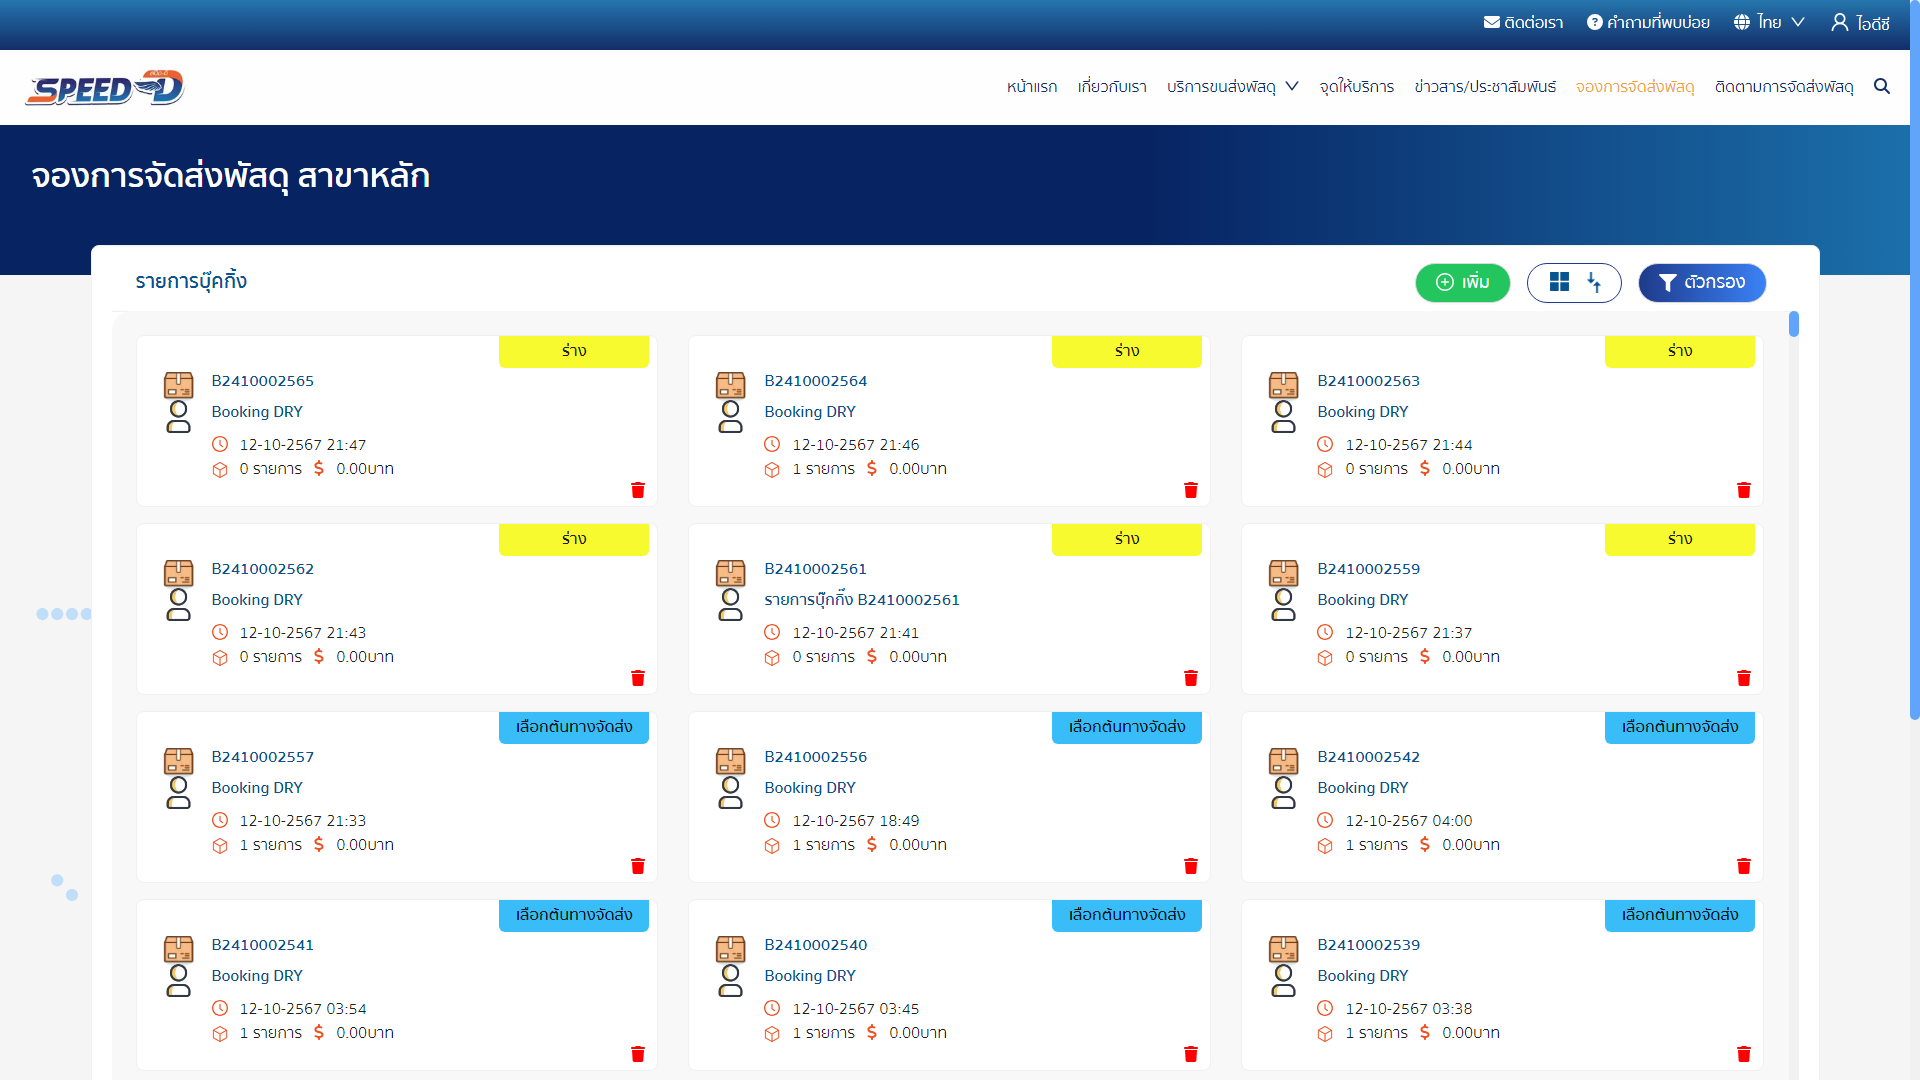 ติดต่อเรา คำถามที่พบบ่อย ไทย ไอดีซี
SPEED-D
หน้าแรก เกี่ยวกับเรา บริการขนส่งพัสดุ จุดให้บริการ ข่าวสาร/ประชาสัมพันธ์ จองการจัดส่งพัสดุ ติดตามการจัดส่งพัสดุ
จองการจัดส่งพัสดุ สาขาหลัก
รายการบุ๊คกิ้ง
เพิ่ม
ตัวกรอง
ร่าง
B2410002565
Booking DRY
12-10-2567 21:47
0 รายการ $ 0.00บาท
ร่าง
B2410002564
Booking DRY
12-10-2567 21:46
1 รายการ $ 0.00บาท
ร่าง
B2410002563
Booking DRY
12-10-2567 21:44
0 รายการ $ 0.00บาท
ร่าง
B2410002562
Booking DRY
12-10-2567 21:43
0 รายการ $ 0.00บาท
ร่าง
B2410002561
รายการบุ๊กกิ๊ง B2410002561
12-10-2567 21:41
0 รายการ $ 0.00บาท
ร่าง
B2410002559
Booking DRY
12-10-2567 21:37
0 รายการ $ 0.00บาท
เลือกต้นทางจัดส่ง
B2410002557
Booking DRY
12-10-2567 21:33
1 รายการ $ 0.00บาท
เลือกต้นทางจัดส่ง
B2410002556
Booking DRY
12-10-2567 18:49
1 รายการ $ 0.00บาท
เลือกต้นทางจัดส่ง
B2410002542
Booking DRY
12-10-2567 04:00
1 รายการ $ 0.00บาท
เลือกต้นทางจัดส่ง
B2410002541
Booking DRY
12-10-2567 03:54
1 รายการ $ 0.00บาท
เลือกต้นทางจัดส่ง
B2410002540
Booking DRY
12-10-2567 03:45
1 รายการ $ 0.00บาท
เลือกต้นทางจัดส่ง
B2410002539
Booking DRY
12-10-2567 03:38
1 รายการ $ 0.00บาท